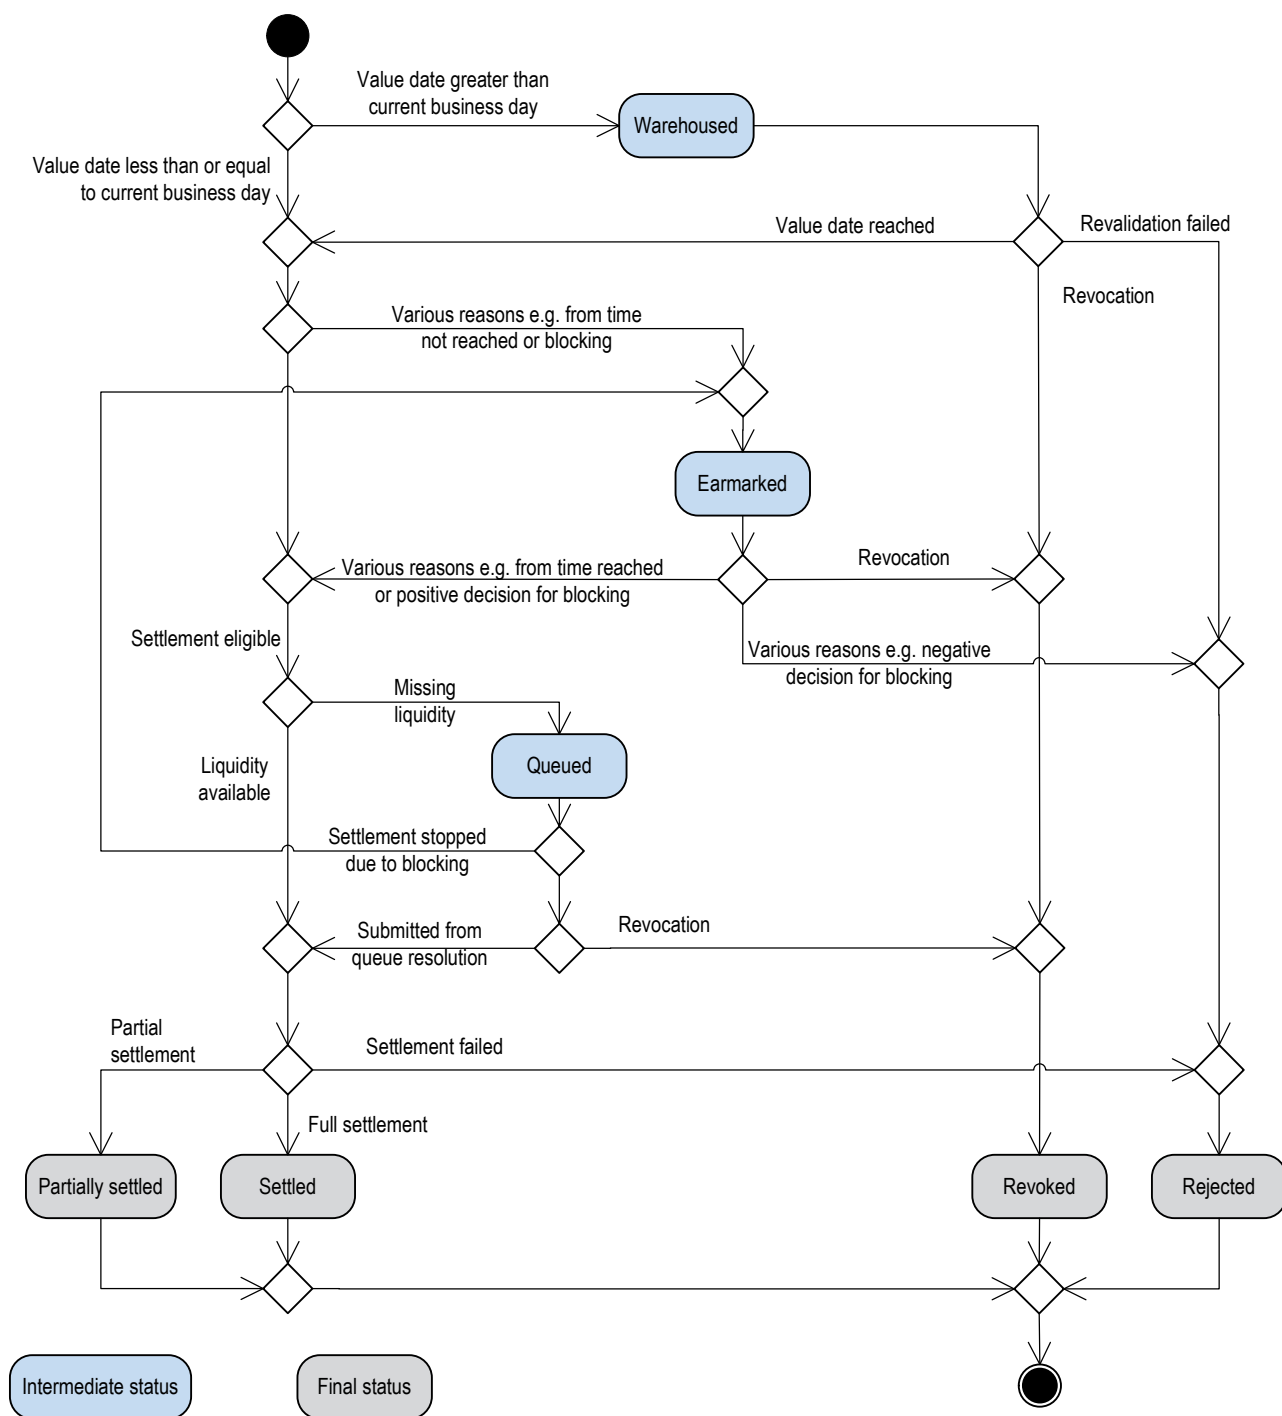 Value date greater than
current business day
Warehoused
Value date less than or equal
to current business day
Value date reached
Revalidation failed
Revocation
Various reasons e.g. from time
not reached or blocking
Earmarked
Various reasons e.g. from time reached
or positive decision for blocking
Revocation
Settlement eligible
Various reasons e.g. negative
decision for blocking
Missing
liquidity
Queued
Liquidity
available
Settlement stopped
due to blocking
Submitted from
queue resolution
Revocation
Partial
settlement
Settlement failed
Full settlement
Partially settled
Settled
Revoked
Rejected
Intermediate status
Final status